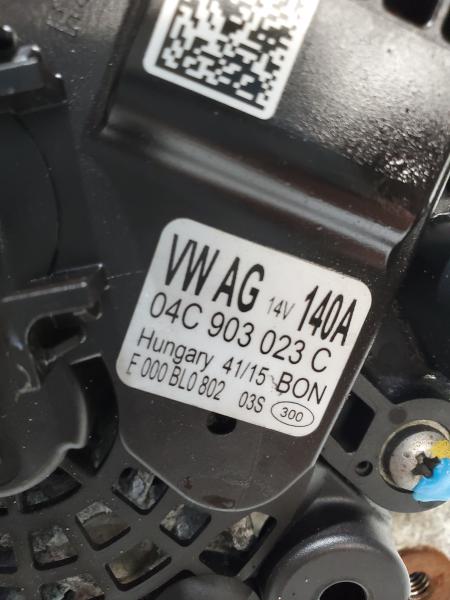 VW AG 14V 140A
04C 903 023 C
Hungary 41/15 BON
E 000 BL0 802 03S 300